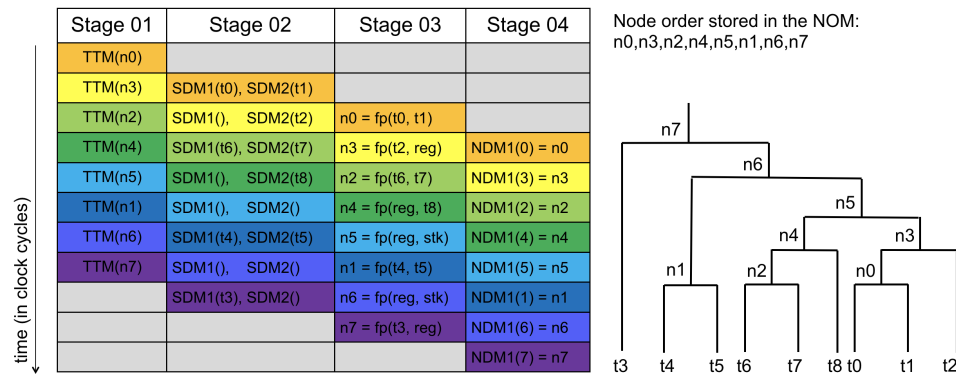 Stage 01 Stage 02 Stage 03 Stage 04
TTM(n0)
TTM(n3) SDM1(t0), SDM2(t1)
TTM(n2) SDM1(), SDM2(t2) n0 = fp(t0, t1)
TTM(n4) SDM1(t6), SDM2(t7) n3 = fp(t2, reg) NDM1(0) = n0
TTM(n5) SDM1(), SDM2(t8) n2 = fp(t6, t7) NDM1(3) = n3
TTM(n1) SDM1(), SDM2() n4 = fp(reg, t8) NDM1(2) = n2
TTM(n6) SDM1(t4), SDM2(t5) n5 = fp(reg, stk) NDM1(4) = n4
TTM(n7) SDM1(), SDM2() n1 = fp(t4, t5) NDM1(5) = n5
SDM1(t3), SDM2() n6 = fp(reg, stk) NDM1(1) = n1
n7 = fp(t3, reg) NDM1(6) = n6
NDM1(7) = n7
time (in clock cycles)
Node order stored in the NOM:
n0,n3,n2,n4,n5,n1,n6,n7
n7
n6
n5
n4 n3
n1 n2 n0
t3 t4 t5 t6 t7 t8 t0 t1 t2